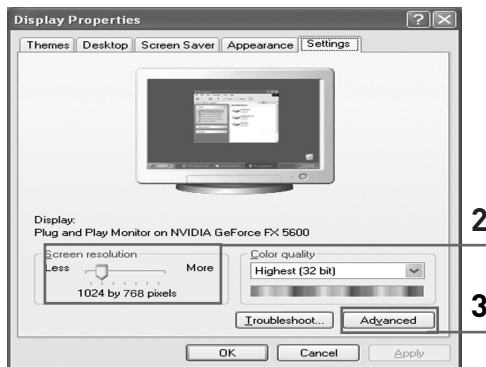 Display Properties
Themes Desktop Screen Saver Appearance Settings
Display:
Plug and Play Monitor on NVIDIA GeForce FX 5600
Screen resolution
Less More
1024 by 768 pixels
Color quality
Highest (32 bit)
2
Troubleshoot... Advanced
3
OK Cancel Apply